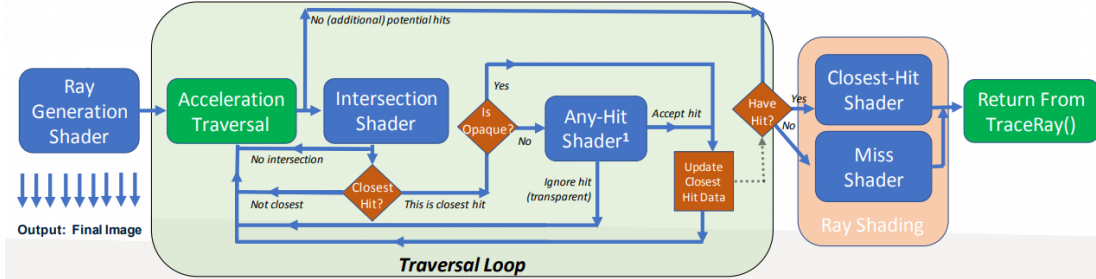 No (additional) potential hits
Ray
Generation
Shader
Acceleration
Traversal
Intersection
Shader
Yes
Is
Opaque?
No
Any-Hit
Shader¹
Accept hit
Have
Hit?
Yes
No
Closest-Hit
Shader
Miss
Shader
Ray Shading
Return From
TraceRay()
No intersection
Closest
Hit?
Not closest
This is closest hit
Ignore hit
(transparent)
Update
Closest
Hit Data
Output: Final Image
Traversal Loop